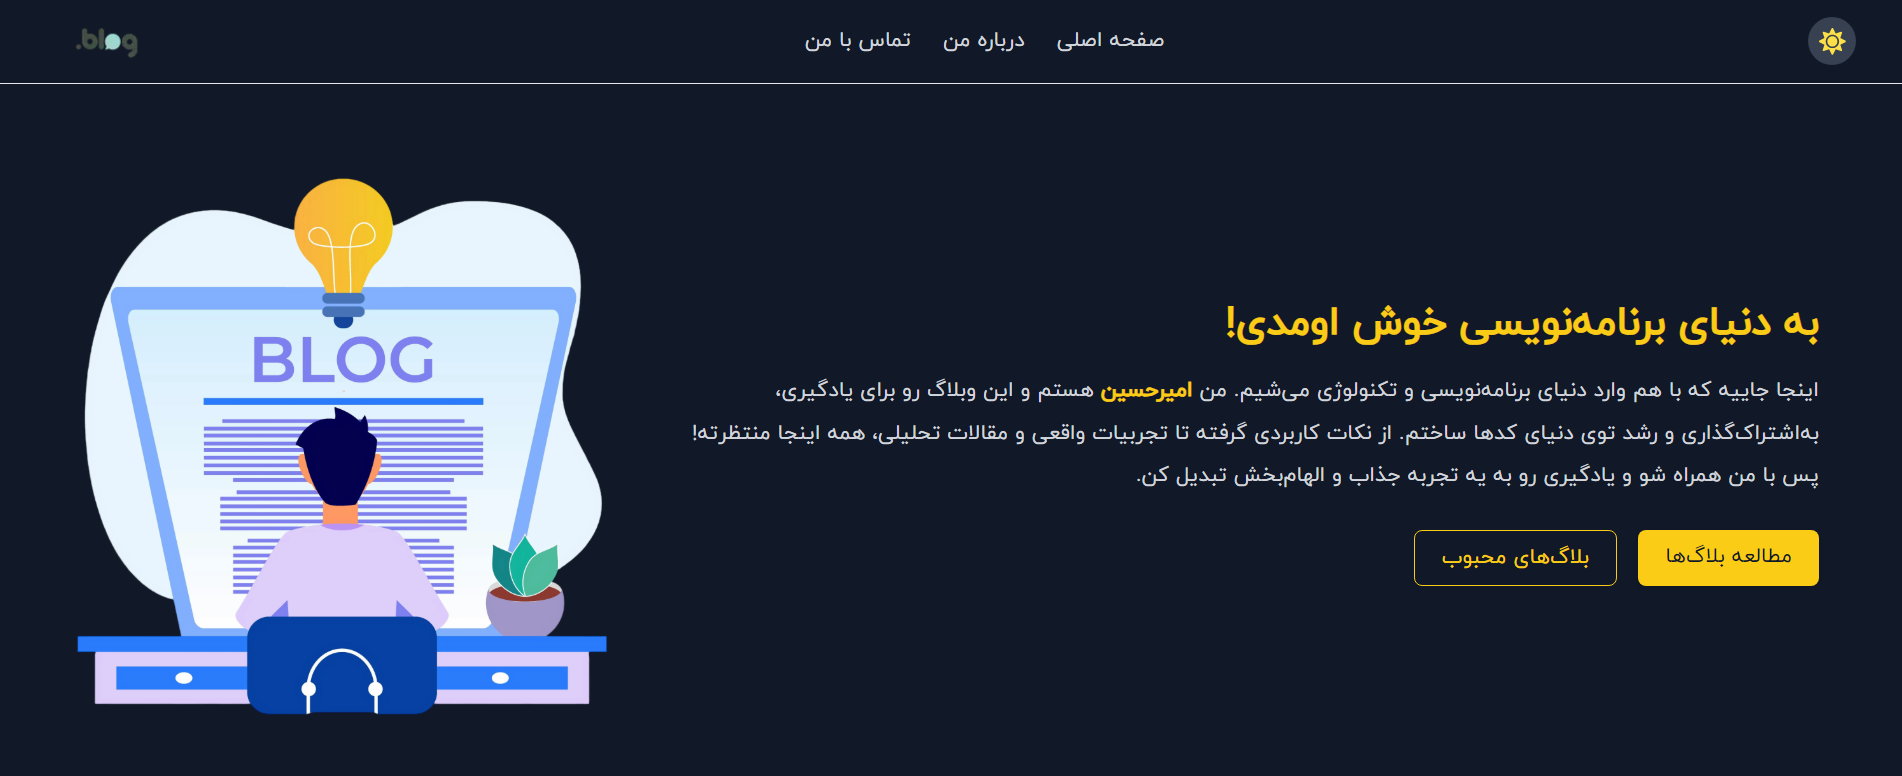 صفحه اصلی
درباره من
تماس با من
blog.
به دنیای برنامه‌نویسی خوش اومدی!
اینجا جاییه که با هم وارد دنیای برنامه‌نویسی و تکنولوژی می‌شیم. من امیرحسین هستم و این وبلاگ رو برای یادگیری،
به‌اشتراک‌گذاری و رشد توی دنیای کدها ساختم. از نکات کاربردی گرفته تا تجربیات واقعی و مقالات تحلیلی، همه اینجا منتظرته!
پس با من همراه شو و یادگیری رو به یه تجربه جذاب و الهام‌بخش تبدیل کن.
مطالعه بلاگ‌ها
بلاگ‌های محبوب
BLOG